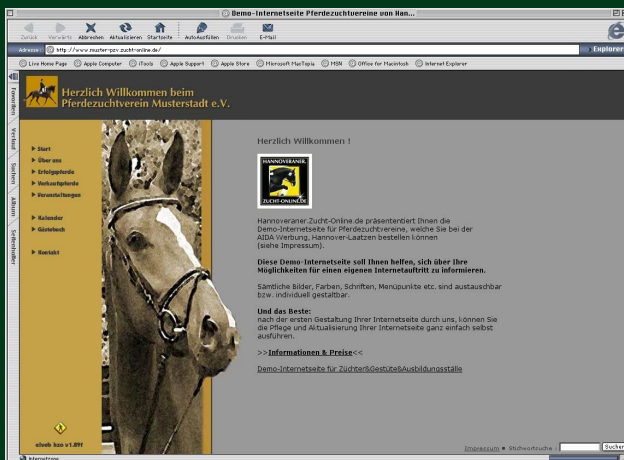 Demo-Internetseite Pferdezuchtvereine von Han...
Zurück Vorwärts Abbrechen Aktualisieren Startseite AutoAusfüllen Drucken E-Mail
Adresse: http://www.muster-pzv.zucht-online.de/
Explorer
Live Home Page Apple Computer iTools Apple Support Apple Store Microsoft MacTopia MSN Office for Macintosh Internet Explorer
Favoriten
Verlauf
Suchen
Album
Seitenhalter
Herzlich Willkommen beim
Pferdezuchtverein Musterstadt e.V.
Start
Über uns
Erfolgspferde
Verkaufspferde
Veranstaltungen
Kalender
Gästebuch
Kontakt
Herzlich Willkommen !
HANNOVERANER.
ZUCHT-ONLINE.DE
Hannoveraner.Zucht-Online.de präsententiert Ihnen die
Demo-Internetseite für Pferdezuchtvereine, welche Sie bei der
AIDA Werbung, Hannover-Laatzen bestellen können
(siehe Impressum).
Diese Demo-Internetseite soll Ihnen helfen, sich über Ihre
Möglichkeiten für einen eigenen Internetauftritt zu informieren.
Sämtliche Bilder, Farben, Schriften, Menüpunkte etc. sind austauschbar
bzw. individuell gestaltbar.
Und das Beste:
nach der ersten Gestaltung Ihrer Internetseite durch uns, können Sie
die Pflege und Aktualisierung Ihrer Internetseite ganz einfach selbst
ausführen.
>>Informationen & Preise<<
Demo-Internetseite für Züchter&Gestüte&Ausbildungsställe
Impressum Stichwortsuche : Suchen
Internetzone